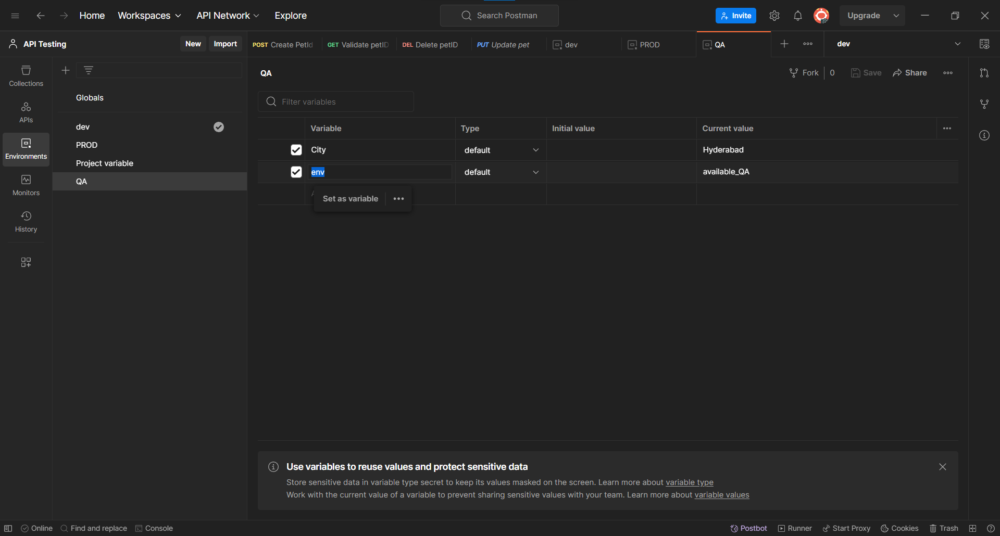 Home Workspaces API Network Explore Search Postman Invite Upgrade
API Testing New Import POST Create PetId GET Validate petID DEL Delete petID PUT Update pet dev PROD QA dev
QA Fork 0 Save Share
Collections
Globals
Filter variables
APIs
Variable Type Initial value Current value
dev
PROD
City default Hyderabad
Environments
Project variable
env default available_QA
QA
Monitors
Set as variable
History
Use variables to reuse values and protect sensitive data
Store sensitive data in variable type secret to keep its values masked on the screen. Learn more about variable type
Work with the current value of a variable to prevent sharing sensitive values with your team. Learn more about variable values
Online Find and replace Console Postbot Runner Start Proxy Cookies Trash